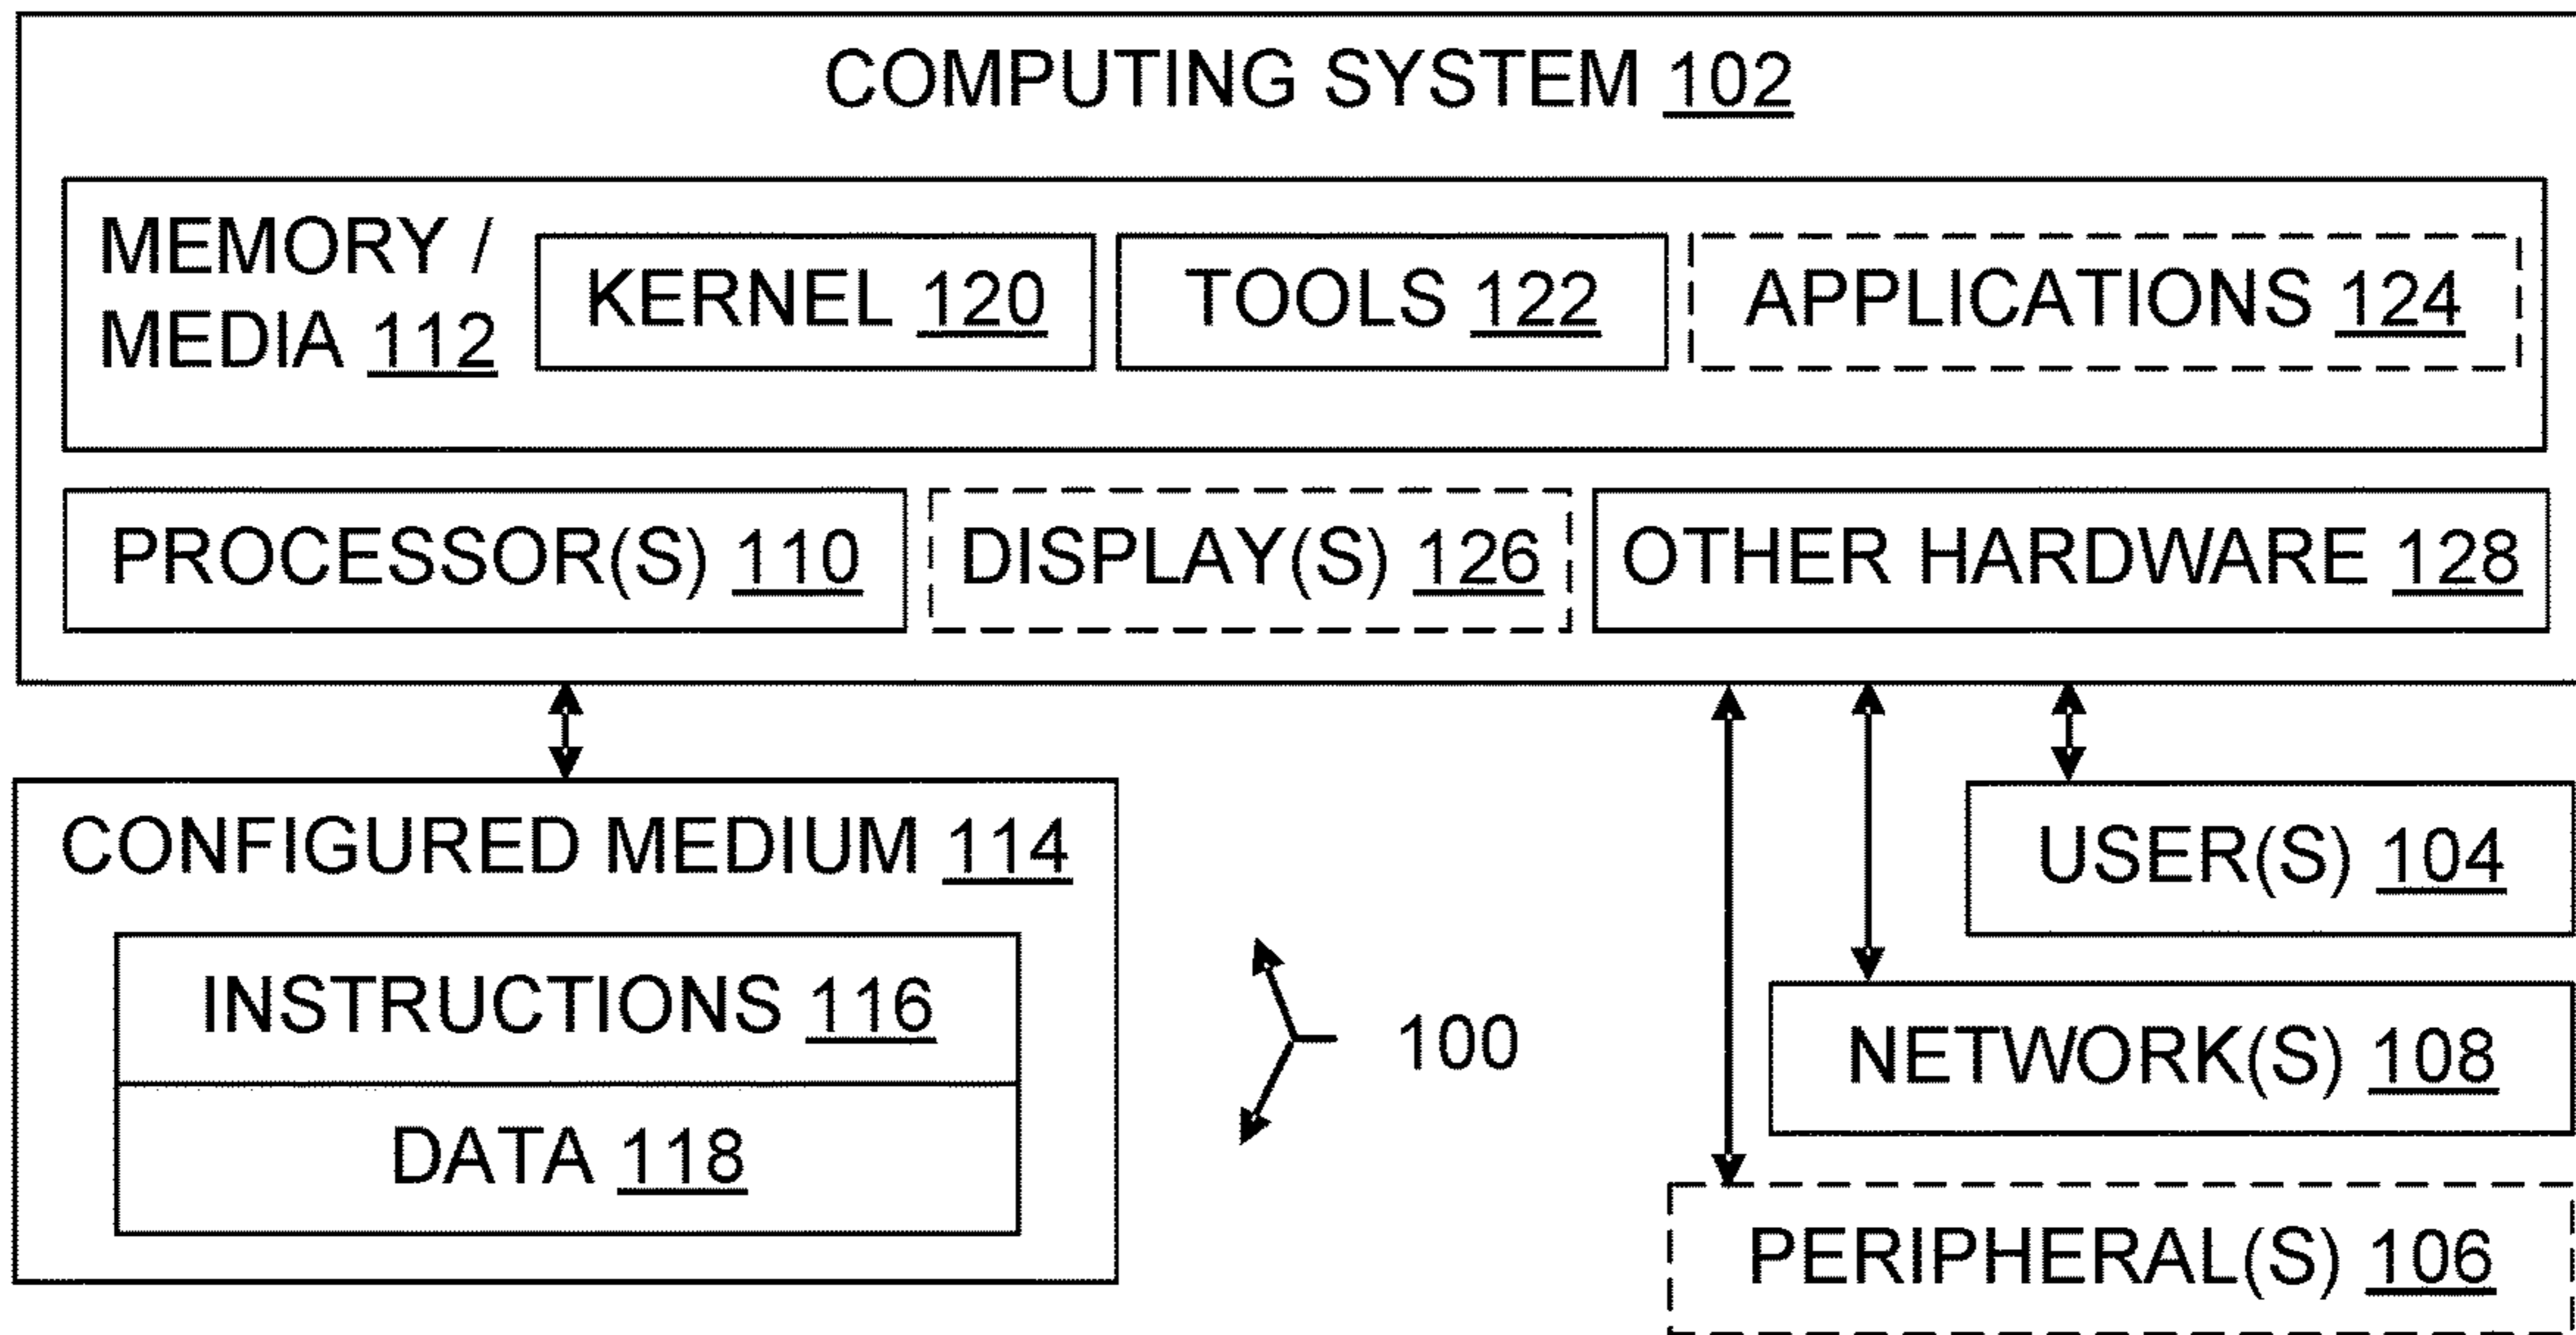 COMPUTING SYSTEM 102
MEMORY /
MEDIA 112
KERNEL 120
TOOLS 122
APPLICATIONS 124
PROCESSOR(S) 110
DISPLAY(S) 126
OTHER HARDWARE 128
CONFIGURED MEDIUM 114
INSTRUCTIONS 116
DATA 118
100
USER(S) 104
NETWORK(S) 108
PERIPHERAL(S) 106